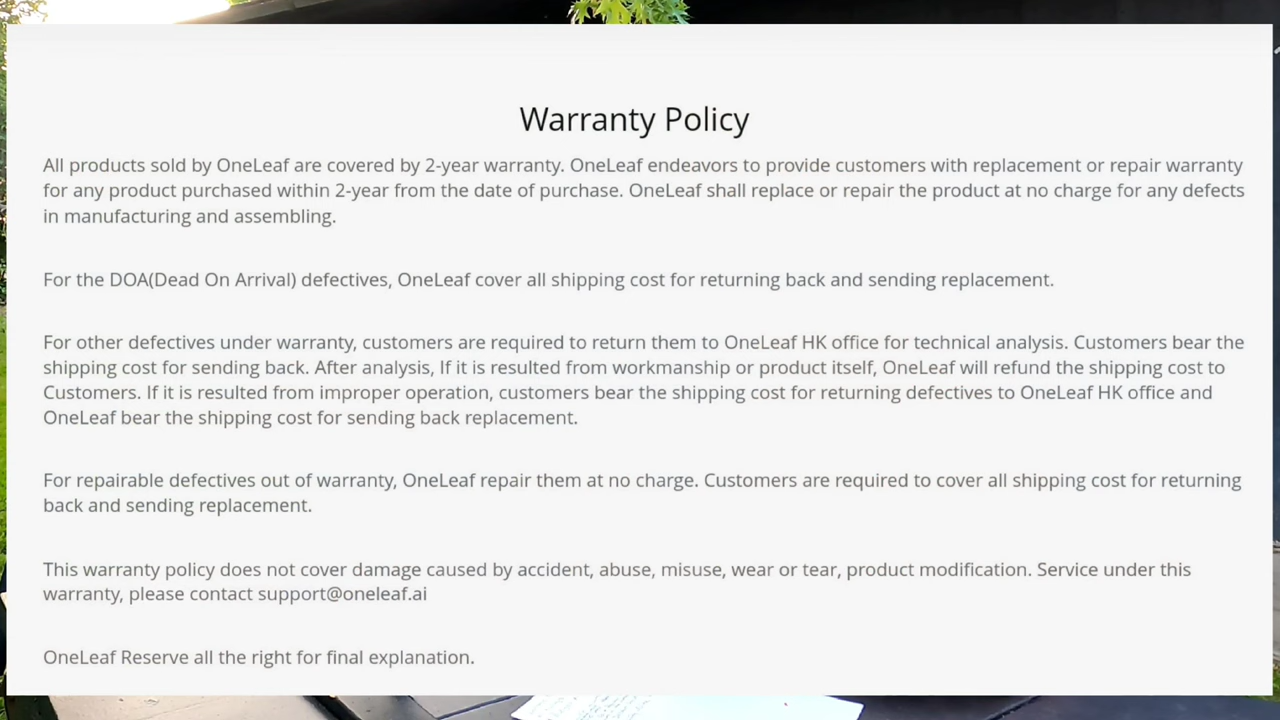 Warranty Policy
All products sold by OneLeaf are covered by 2-year warranty. OneLeaf endeavors to provide customers with replacement or repair warranty
for any product purchased within 2-year from the date of purchase. OneLeaf shall replace or repair the product at no charge for any defects
in manufacturing and assembling.
For the DOA(Dead On Arrival) defectives, OneLeaf cover all shipping cost for returning back and sending replacement.
For other defectives under warranty, customers are required to return them to OneLeaf HK office for technical analysis. Customers bear the
shipping cost for sending back. After analysis, If it is resulted from workmanship or product itself, OneLeaf will refund the shipping cost to
Customers. If it is resulted from improper operation, customers bear the shipping cost for returning defectives to OneLeaf HK office and
OneLeaf bear the shipping cost for sending back replacement.
For repairable defectives out of warranty, OneLeaf repair them at no charge. Customers are required to cover all shipping cost for returning
back and sending replacement.
This warranty policy does not cover damage caused by accident, abuse, misuse, wear or tear, product modification. Service under this
warranty, please contact support@oneleaf.ai
OneLeaf Reserve all the right for final explanation.